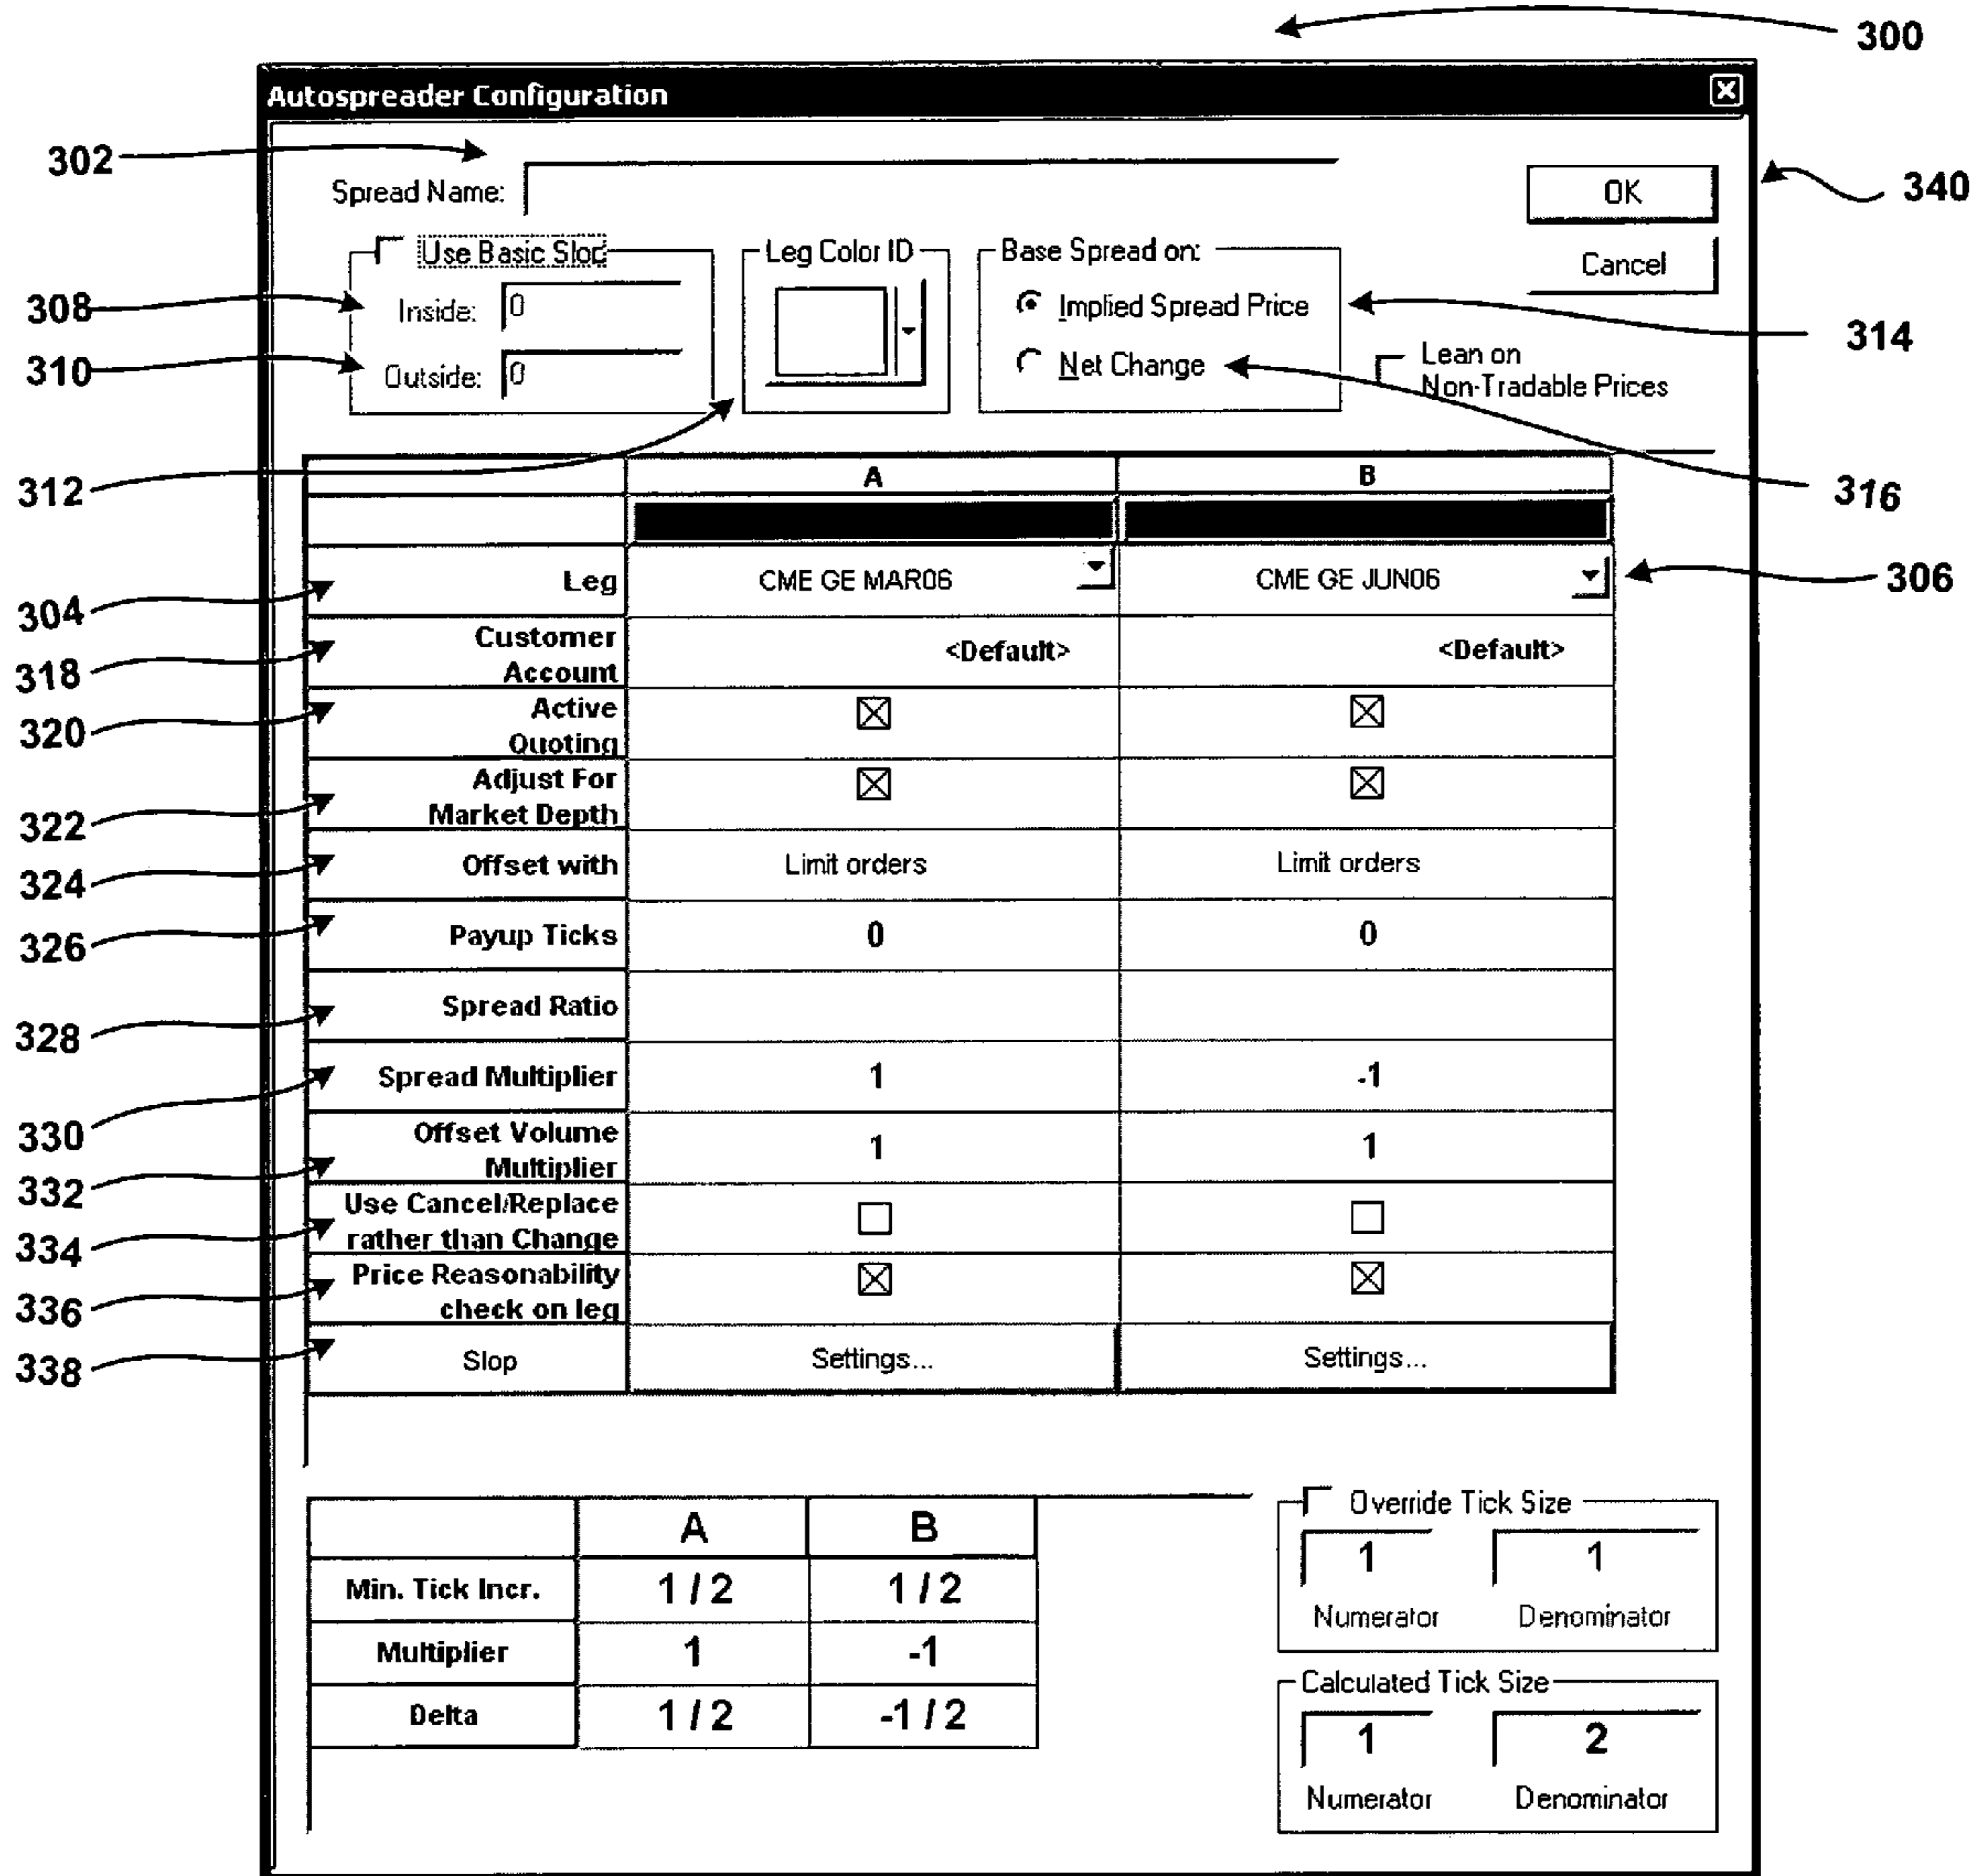 300
Autospreader Configuration
302
Spread Name:
OK
340
Use Basic Slop
Leg Color ID
Base Spread on:
Cancel
308
Inside: 0
Implied Spread Price
314
310
Outside: 0
Net Change
Lean on
Non-Tradable Prices
312
A B
316
304
Leg CME GE MAR06 CME GE JUN06
306
318
Customer
Account <Default> <Default>
320
Active
Quoting
322
Adjust For
Market Depth
324
Offset with Limit orders Limit orders
326
Payup Ticks 0 0
328
Spread Ratio
330
Spread Multiplier 1 -1
332
Offset Volume
Multiplier 1 1
334
Use Cancel/Replace
rather than Change
336
Price Reasonability
check on leg
338
Slop Settings... Settings...
A B
Min. Tick Incr. 1 / 2 1 / 2
Multiplier 1 -1
Delta 1 / 2 -1 / 2
Override Tick Size
1 1
Numerator Denominator
Calculated Tick Size
1 2
Numerator Denominator